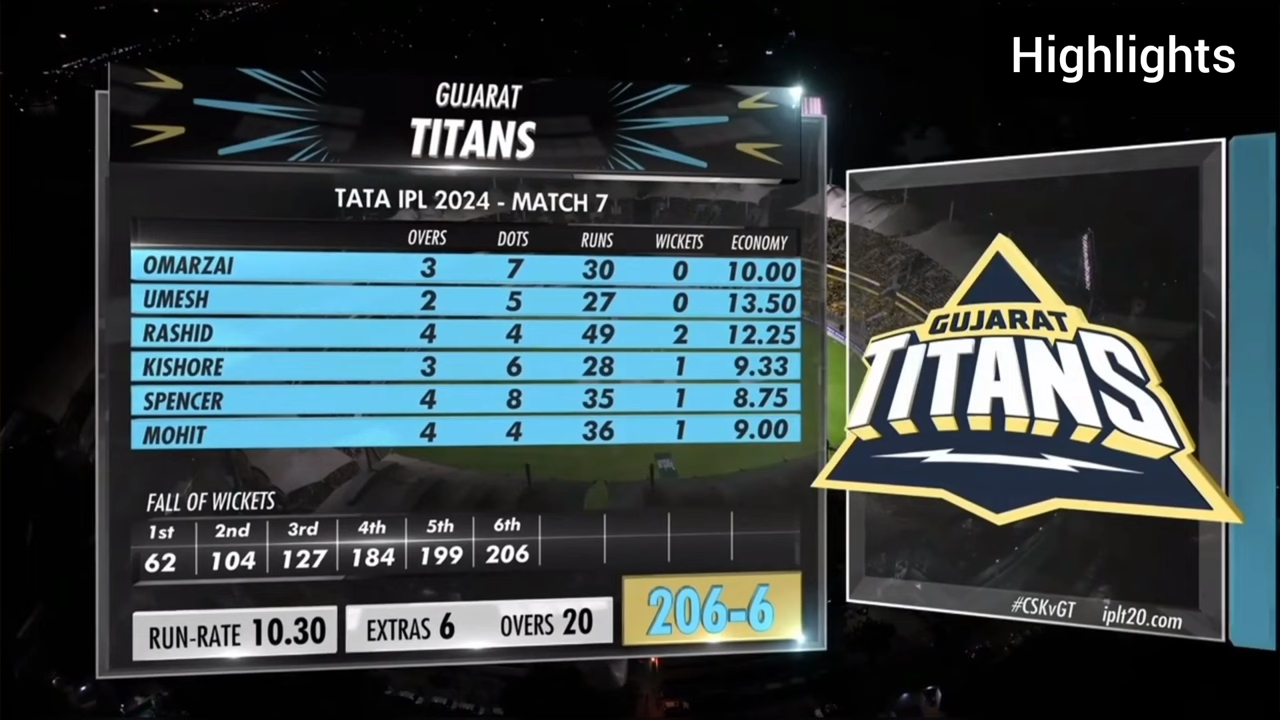 Highlights
GUJARAT
TITANS
TATA IPL 2024 - MATCH 7
OVERS DOTS RUNS WICKETS ECONOMY
OMARZAI 3 7 30 0 10.00
UMESH 2 5 27 0 13.50
RASHID 4 4 49 2 12.25
KISHORE 3 6 28 1 9.33
SPENCER 4 8 35 1 8.75
MOHIT 4 4 36 1 9.00
FALL OF WICKETS
1st 2nd 3rd 4th 5th 6th
62 104 127 184 199 206
RUN-RATE 10.30 EXTRAS 6 OVERS 20 206-6
GUJARAT
TITANS
#CSKvGT iplt20.com